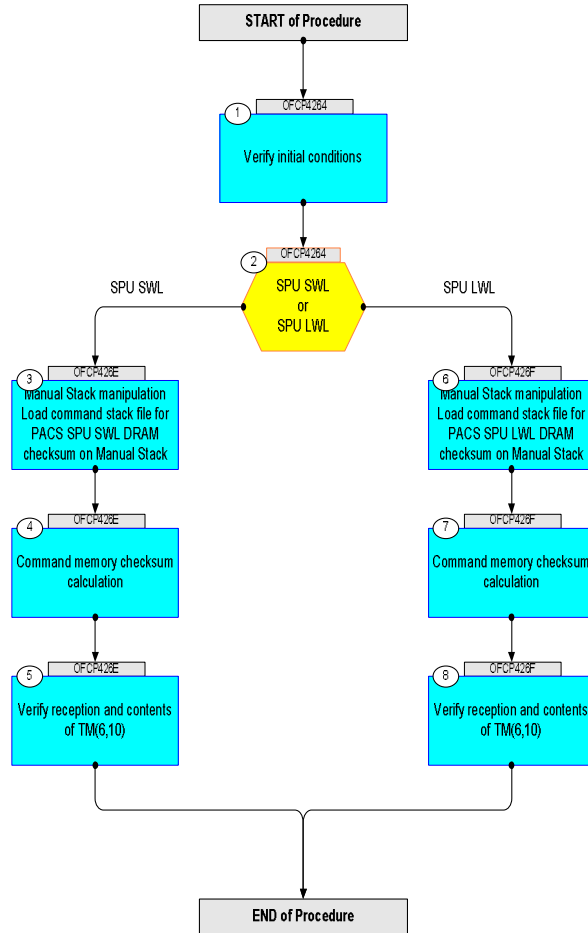 START of Procedure
OFCP4264
1
Verify initial conditions
OFCP4264
2
SPU SWL
or
SPU LWL
SPU SWL
SPU LWL
OFCP426E
3
Manual Stack manipulation
Load command stack file for
PACS SPU SWL DRAM
checksum on Manual Stack
OFCP426E
4
Command memory checksum
calculation
OFCP426E
5
Verify reception and contents
of TM(6,10)
OFCP426F
6
Manual Stack manipulation
Load command stack file for
PACS SPU LWL DRAM
checksum on Manual Stack
OFCP426F
7
Command memory checksum
calculation
OFCP426F
8
Verify reception and contents
of TM(6,10)
END of Procedure